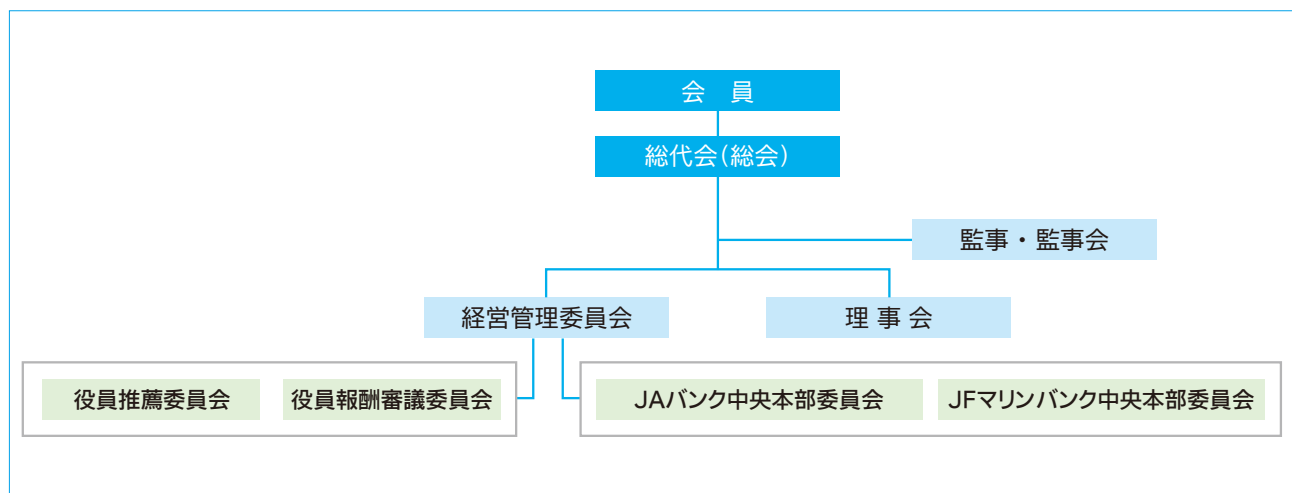 会 員
総代会(総会)
監事・監事会
経営管理委員会
理 事 会
役員推薦委員会
役員報酬審議委員会
JAバンク中央本部委員会
JFマリンバンク中央本部委員会